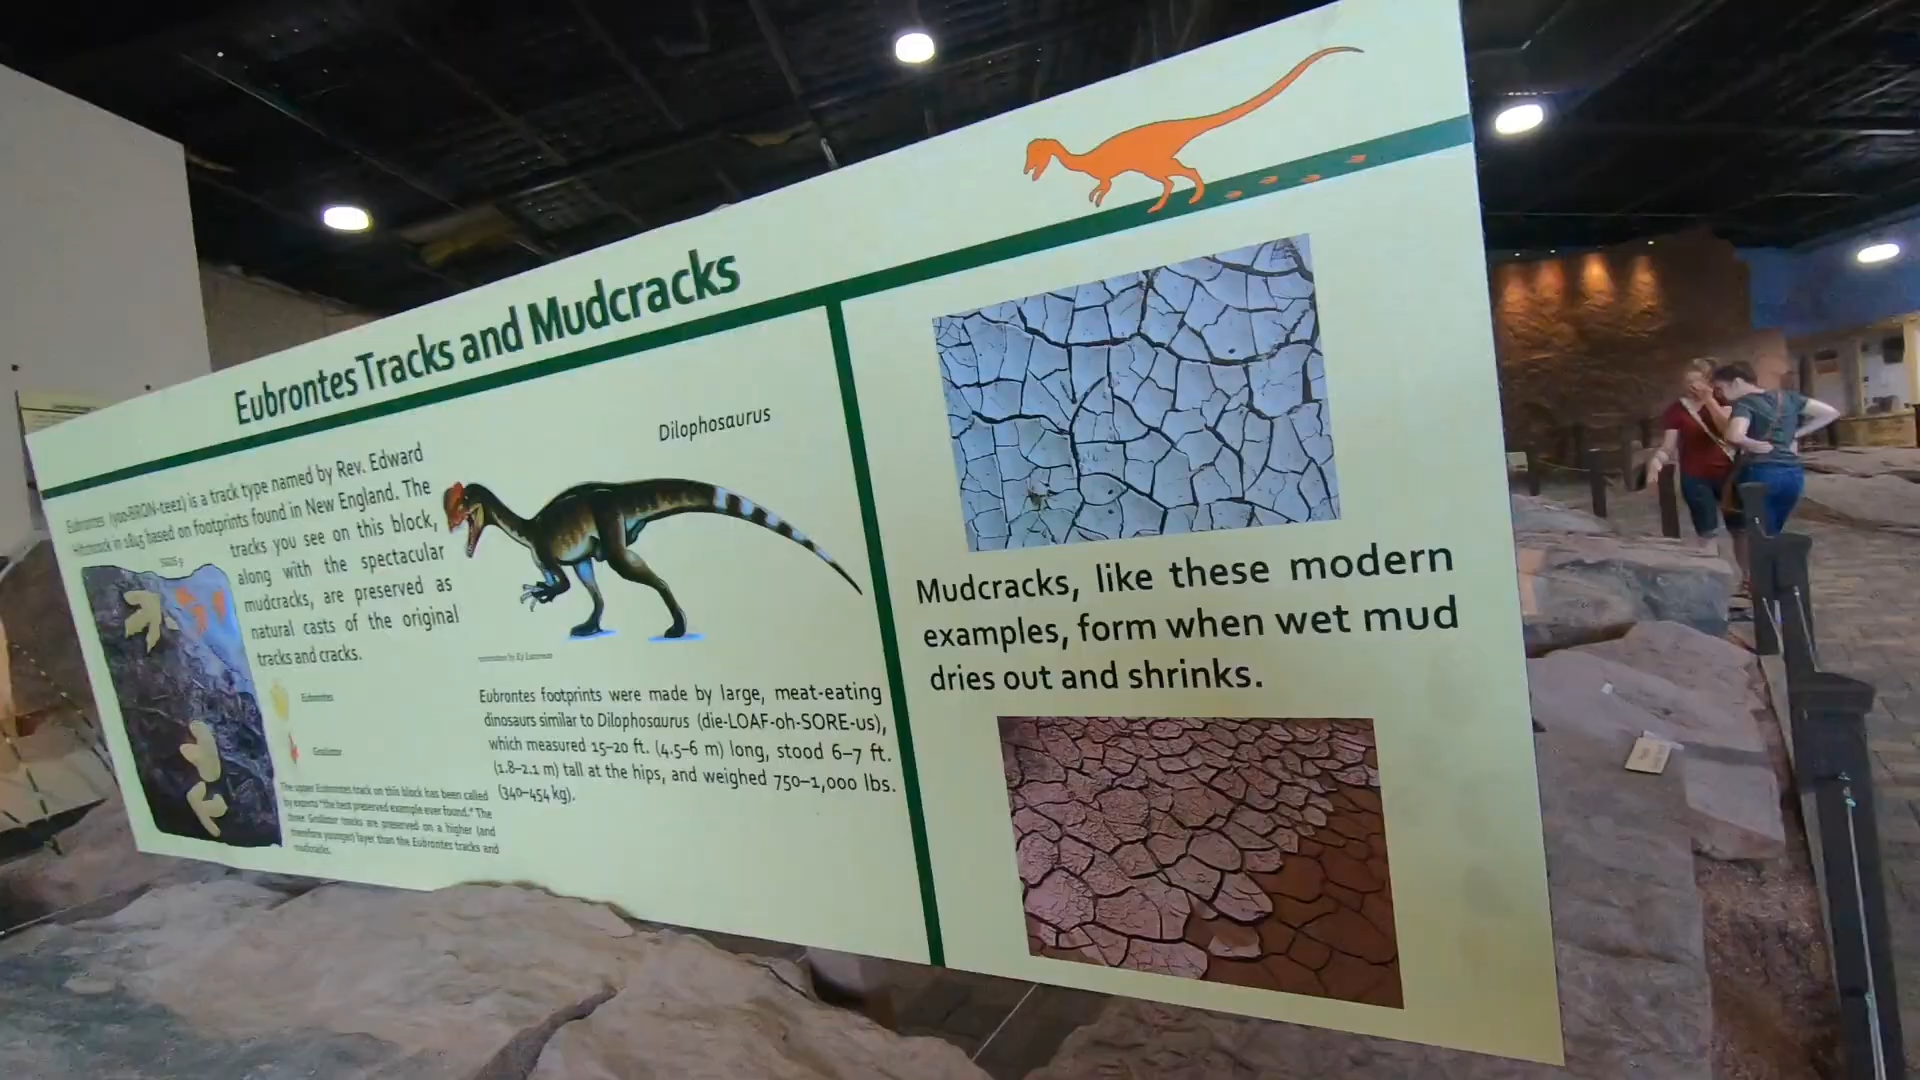 Eubrontes Tracks and Mudcracks
Eubrontes (yoo-BRON-teez) is a track type named by Rev. Edward
Hitchcock in 1845 based on footprints found in New England. The
tracks you see on this block,
along with the spectacular
mudcracks, are preserved as
natural casts of the original
tracks and cracks.
Eubrontes
Grallator
The upper Eubrontes track on this block has been called
by experts "the best preserved example ever found." The
three Grallator tracks are preserved on a higher (and
therefore younger) layer than the Eubrontes tracks and
mudcracks.
Dilophosaurus
Eubrontes footprints were made by large, meat-eating
dinosaurs similar to Dilophosaurus (die-LOAF-oh-SORE-us),
which measured 15–20 ft. (4.5–6 m) long, stood 6–7 ft.
(1.8–2.1 m) tall at the hips, and weighed 750–1,000 lbs.
(340–454 kg).
Mudcracks, like these modern
examples, form when wet mud
dries out and shrinks.